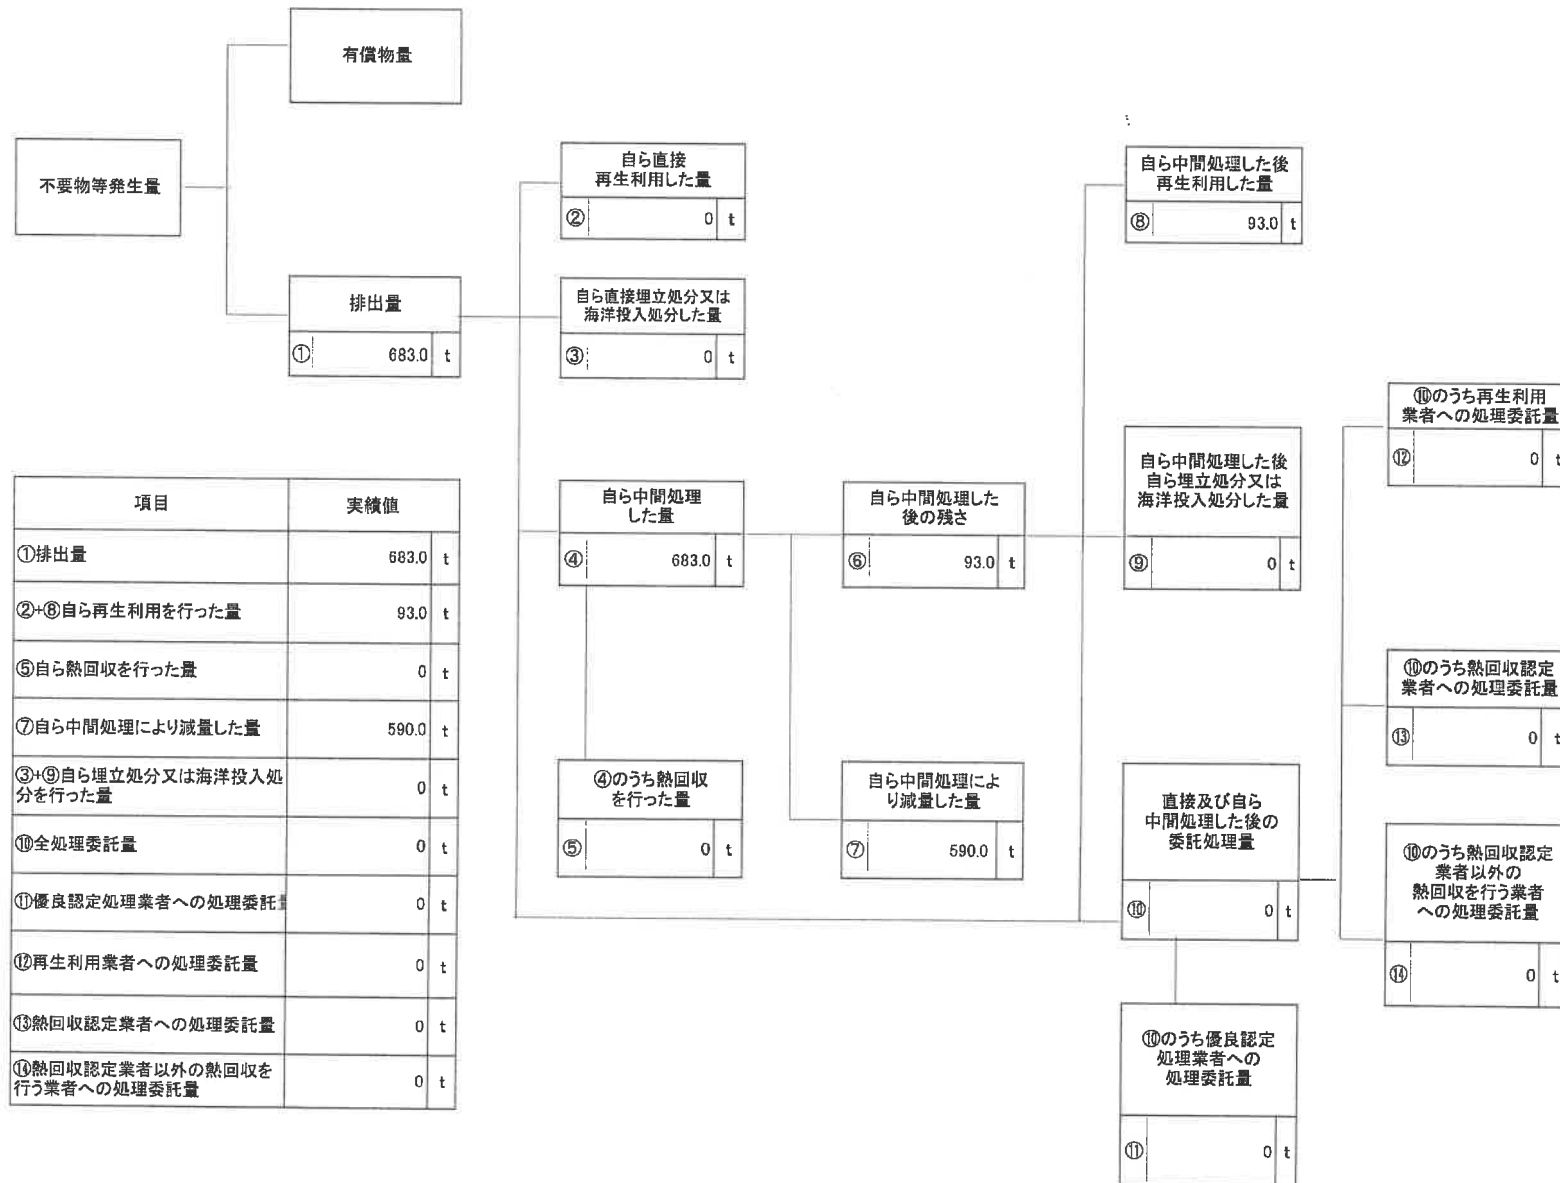 有償物量
不要物等発生量
排出量
① 683.0 t
自ら直接
再生利用した量
② 0 t
自ら直接埋立処分又は
海洋投入処分した量
③ 0 t
自ら中間処理
した量
④ 683.0 t
④のうち熱回収
を行った量
⑤ 0 t
自ら中間処理した
後の残さ
⑥ 93.0 t
自ら中間処理によ
り減量した量
⑦ 590.0 t
自ら中間処理した後
再生利用した量
⑧ 93.0 t
自ら中間処理した後
自ら埋立処分又は
海洋投入処分した量
⑨ 0 t
直接及び自ら
中間処理した後の
委託処理量
⑩ 0 t
⑩のうち優良認定
処理業者への
処理委託量
⑪ 0 t
⑩のうち再生利用
業者への処理委託量
⑫ 0 t
⑩のうち熱回収認定
業者への処理委託量
⑬ 0 t
⑩のうち熱回収認定
業者以外の
熱回収を行う業者
への処理委託量
⑭ 0 t
項目 実績値
①排出量 683.0 t
②+⑧自ら再生利用を行った量 93.0 t
⑤自ら熱回収を行った量 0 t
⑦自ら中間処理により減量した量 590.0 t
③+⑨自ら埋立処分又は海洋投入処
分を行った量 0 t
⑩全処理委託量 0 t
⑪優良認定処理業者への処理委託 0 t
⑫再生利用業者への処理委託量 0 t
⑬熱回収認定業者への処理委託量 0 t
⑭熱回収認定業者以外の熱回収を
行う業者への処理委託量 0 t